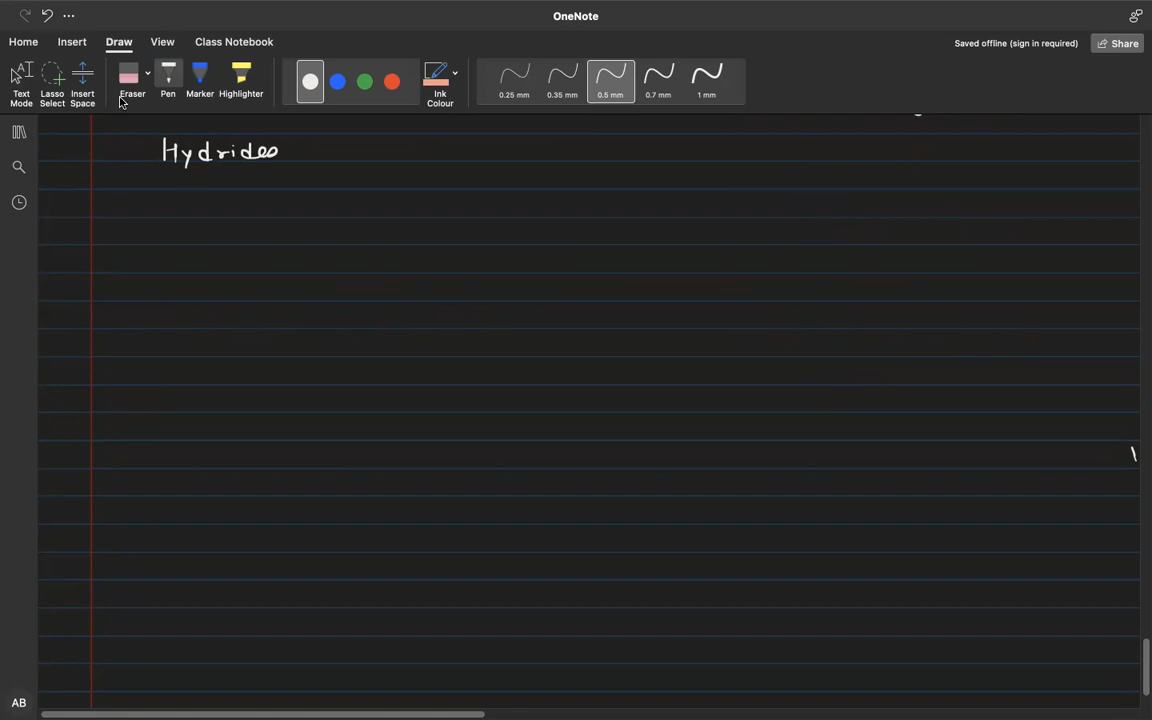 OneNote
Home Insert Draw View Class Notebook
Saved offline (sign in required) Share
Text Mode
Lasso Select
Insert Space
Eraser
Pen
Marker
Highlighter
Ink Colour
0.25 mm
0.35 mm
0.5 mm
0.7 mm
1 mm
Hydrides
AB